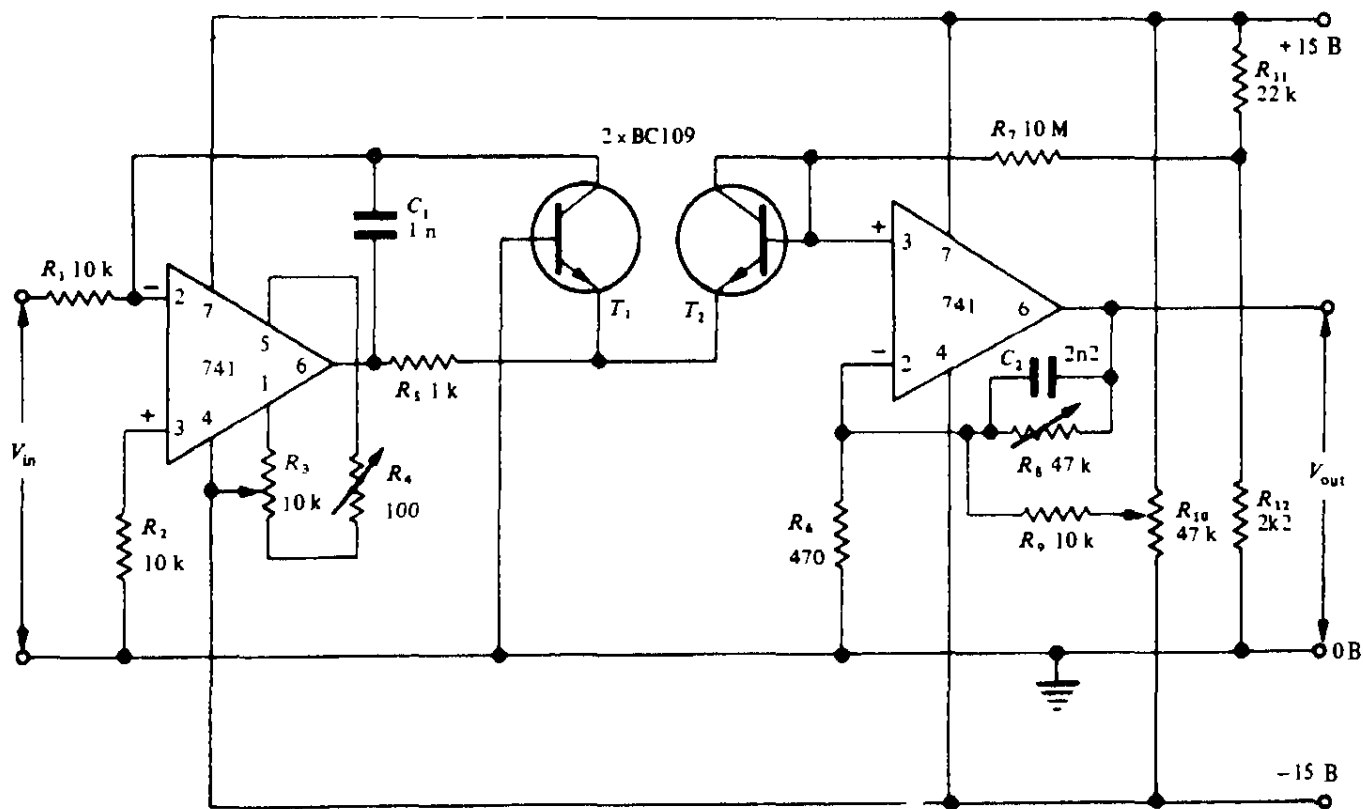 +15 В
R₁₁
22 k
2 × BC109
R₇ 10 M
C₁
1 n
R₁ 10 k
−
2
7
5
741
6
1
+
3
4
T₁
T₂
R₅ 1 k
+
3
7
741
6
4
−
2
C₂
2n2
R₈ 47 k
V_in
R₂
10 k
R₃
10 k
R₄
100
R₆
470
R₉ 10 k
R₁₀
47 k
R₁₂
2k2
V_out
0 В
−15 В